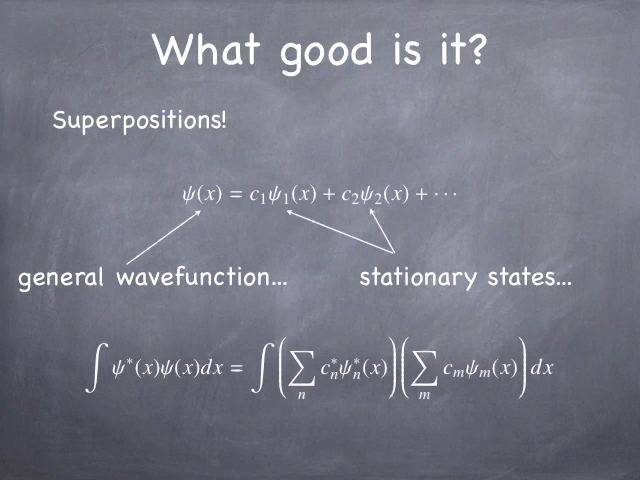 What good is it?
Superpositions!
ψ(x) = c₁ψ₁(x) + c₂ψ₂(x) + ···
general wavefunction... stationary states...
∫ ψ*(x)ψ(x)dx = ∫ (∑ₙ cₙ*ψₙ*(x)) (∑ₘ cₘψₘ(x)) dx